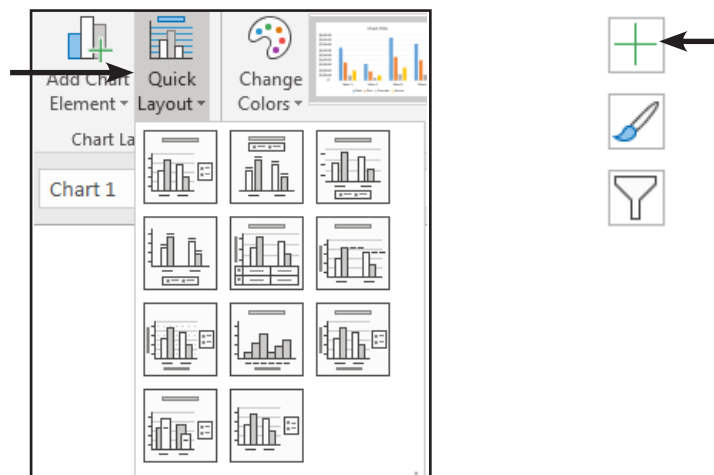 Add Chart Element
Quick Layout
Change Colors
Chart La
Chart 1